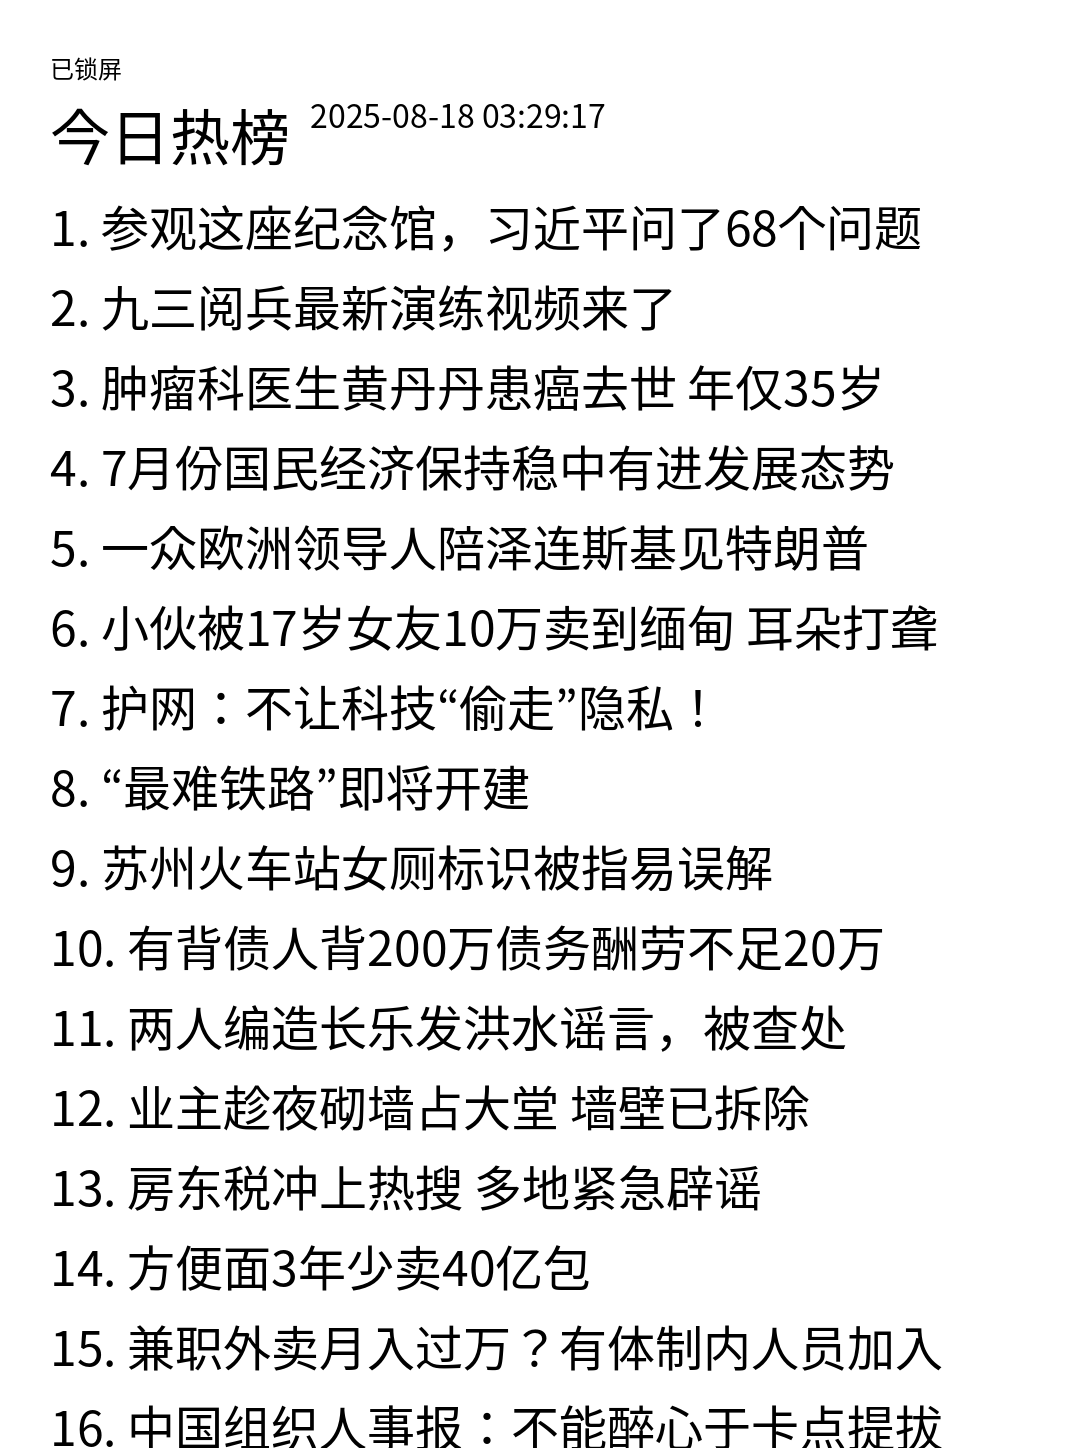 已锁屏
今日热榜 2025-08-18 03:29:17
1. 参观这座纪念馆，习近平问了68个问题
2. 九三阅兵最新演练视频来了
3. 肿瘤科医生黄丹丹患癌去世 年仅35岁
4. 7月份国民经济保持稳中有进发展态势
5. 一众欧洲领导人陪泽连斯基见特朗普
6. 小伙被17岁女友10万卖到缅甸 耳朵打聋
7. 护网：不让科技“偷走”隐私！
8. “最难铁路”即将开建
9. 苏州火车站女厕标识被指易误解
10. 有背债人背200万债务酬劳不足20万
11. 两人编造长乐发洪水谣言，被查处
12. 业主趁夜砌墙占大堂 墙壁已拆除
13. 房东税冲上热搜 多地紧急辟谣
14. 方便面3年少卖40亿包
15. 兼职外卖月入过万？有体制内人员加入
16. 中国组织人事报：不能醉心于卡点提拔